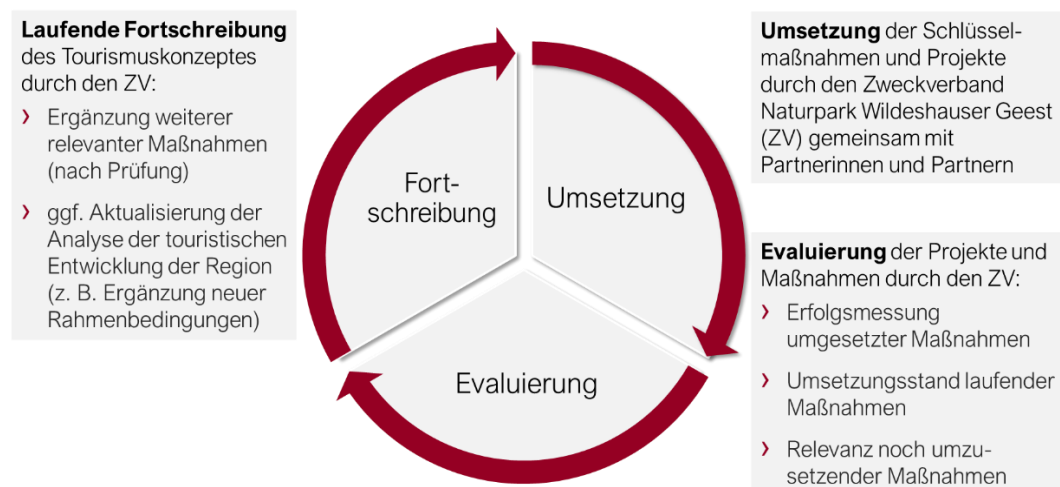 Laufende Fortschreibung
des Tourismuskonzeptes
durch den ZV:
› Ergänzung weiterer
relevanter Maßnahmen
(nach Prüfung)
› ggf. Aktualisierung der
Analyse der touristischen
Entwicklung der Region
(z. B. Ergänzung neuer
Rahmenbedingungen)
Fort-
schreibung
Umsetzung
Evaluierung
Umsetzung der Schlüssel-
maßnahmen und Projekte
durch den Zweckverband
Naturpark Wildeshauser Geest
(ZV) gemeinsam mit
Partnerinnen und Partnern
Evaluierung der Projekte und
Maßnahmen durch den ZV:
› Erfolgsmessung
umgesetzter Maßnahmen
› Umsetzungsstand laufender
Maßnahmen
› Relevanz noch umzu-
setzender Maßnahmen